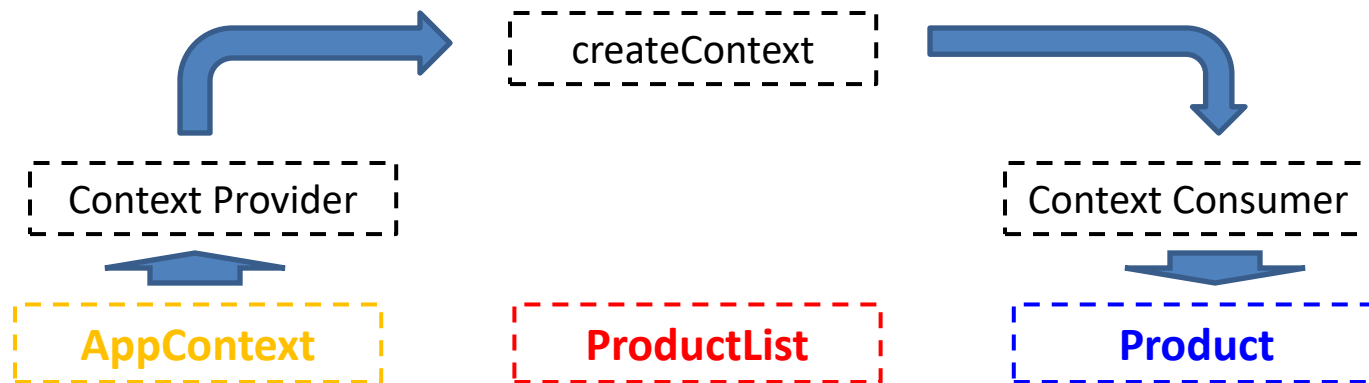 createContext
Context Provider
Context Consumer
AppContext
ProductList
Product